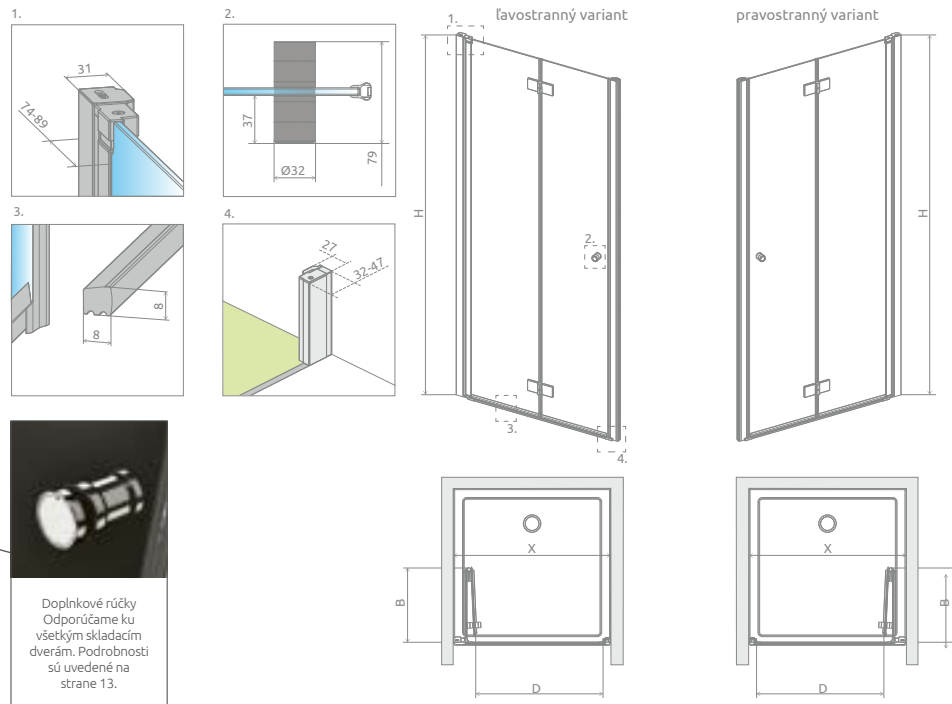 1.
31
74-89
2.
37
Ø32
79
3.
8
8
4.
27
32-47
ľavostranný variant
1.
H
2.
3.
4.
pravostranný variant
H
X
B
D
X
B
D
Doplnkové rúčky
Odporúčame ku
všetkým skladacím
dverám. Podrobnosti
sú uvedené na
strane 13.